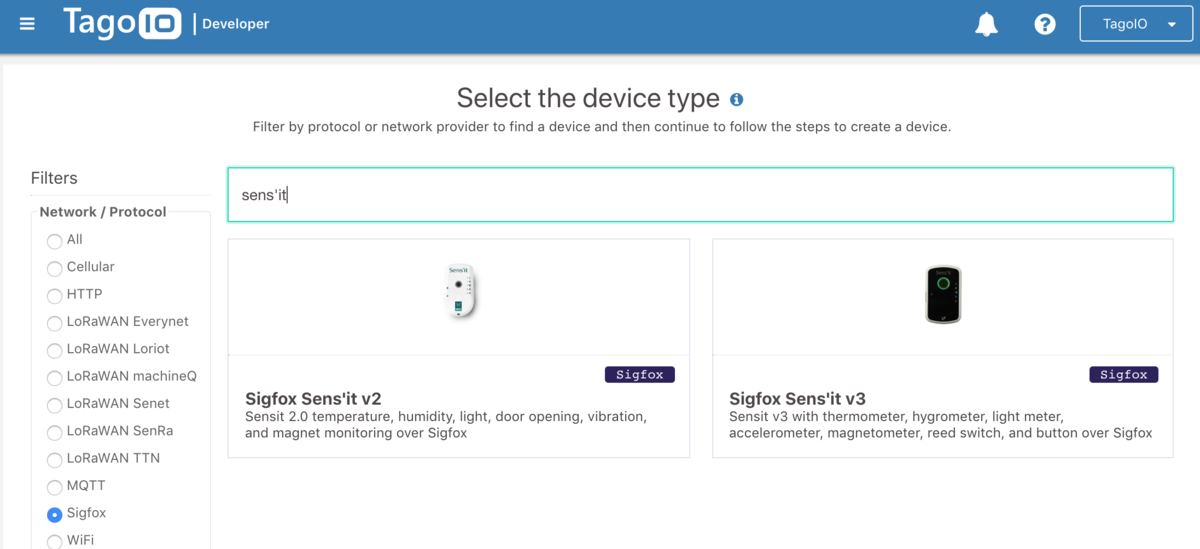 TagoIO | Developer
TagoIO
Select the device type
Filter by protocol or network provider to find a device and then continue to follow the steps to create a device.
Filters
Network / Protocol
All
Cellular
HTTP
LoRaWAN Everynet
LoRaWAN Loriot
LoRaWAN machineQ
LoRaWAN Senet
LoRaWAN SenRa
LoRaWAN TTN
MQTT
Sigfox
WiFi
sens'it
Sens'it
Sigfox
Sigfox Sens'it v2
Sensit 2.0 temperature, humidity, light, door opening, vibration,
and magnet monitoring over Sigfox
Sens'it
Sigfox
Sigfox Sens'it v3
Sensit v3 with thermometer, hygrometer, light meter,
accelerometer, magnetometer, reed switch, and button over Sigfox